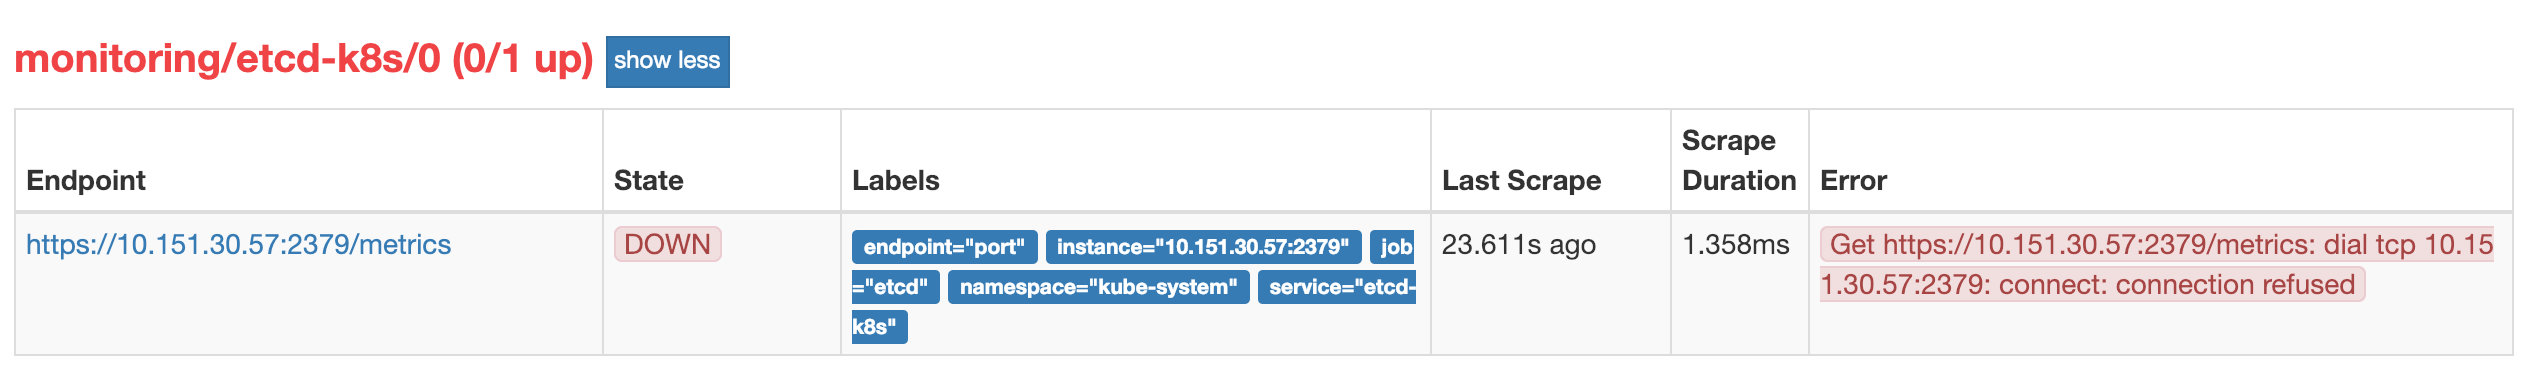 monitoring/etcd-k8s/0 (0/1 up) show less
Endpoint State Labels Last Scrape Scrape Duration Error
https://10.151.30.57:2379/metrics DOWN endpoint="port" instance="10.151.30.57:2379" job 23.611s ago 1.358ms Get https://10.151.30.57:2379/metrics: dial tcp 10.15
="etcd" namespace="kube-system" service="etcd- 1.30.57:2379: connect: connection refused
k8s"